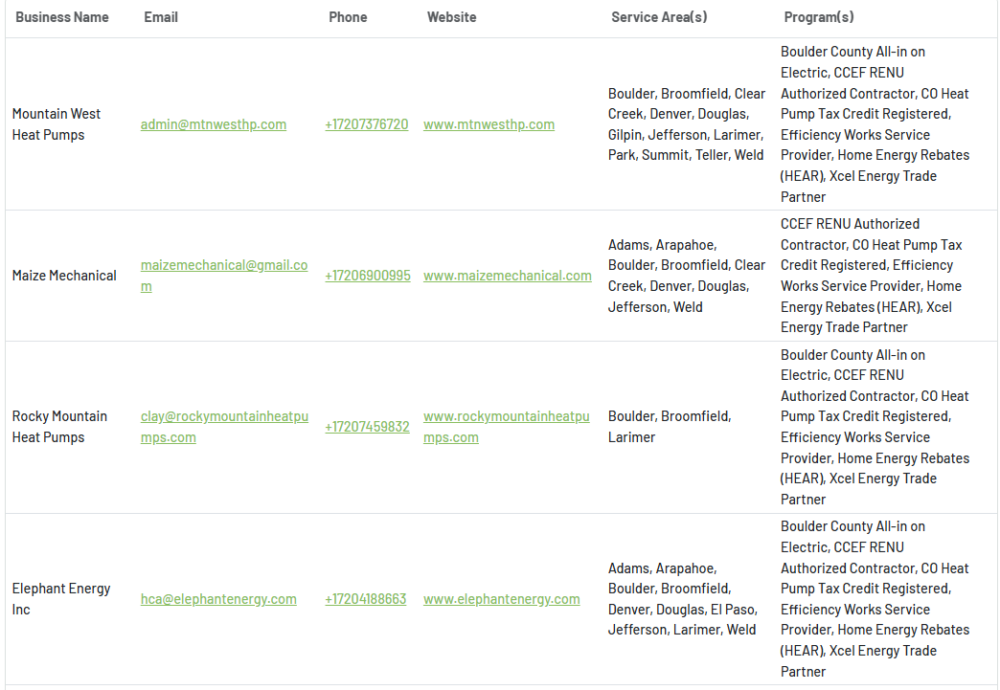 Business Name Email Phone Website Service Area(s) Program(s)
Mountain West
Heat Pumps
admin@mtnwesthp.com
+17207376720
www.mtnwesthp.com
Boulder, Broomfield, Clear
Creek, Denver, Douglas,
Gilpin, Jefferson, Larimer,
Park, Summit, Teller, Weld
Boulder County All-in on
Electric, CCEF RENU
Authorized Contractor, CO Heat
Pump Tax Credit Registered,
Efficiency Works Service
Provider, Home Energy Rebates
(HEAR), Xcel Energy Trade
Partner
Maize Mechanical
maizemechanical@gmail.co
m
+17206900995
www.maizemechanical.com
Adams, Arapahoe,
Boulder, Broomfield, Clear
Creek, Denver, Douglas,
Jefferson, Weld
CCEF RENU Authorized
Contractor, CO Heat Pump Tax
Credit Registered, Efficiency
Works Service Provider, Home
Energy Rebates (HEAR), Xcel
Energy Trade Partner
Rocky Mountain
Heat Pumps
clay@rockymountainheatpu
mps.com
+17207459832
www.rockymountainheatpu
mps.com
Boulder, Broomfield,
Larimer
Boulder County All-in on
Electric, CCEF RENU
Authorized Contractor, CO Heat
Pump Tax Credit Registered,
Efficiency Works Service
Provider, Home Energy Rebates
(HEAR), Xcel Energy Trade
Partner
Elephant Energy
Inc
hca@elephantenergy.com
+17204188663
www.elephantenergy.com
Adams, Arapahoe,
Boulder, Broomfield,
Denver, Douglas, El Paso,
Jefferson, Larimer, Weld
Boulder County All-in on
Electric, CCEF RENU
Authorized Contractor, CO Heat
Pump Tax Credit Registered,
Efficiency Works Service
Provider, Home Energy Rebates
(HEAR), Xcel Energy Trade
Partner